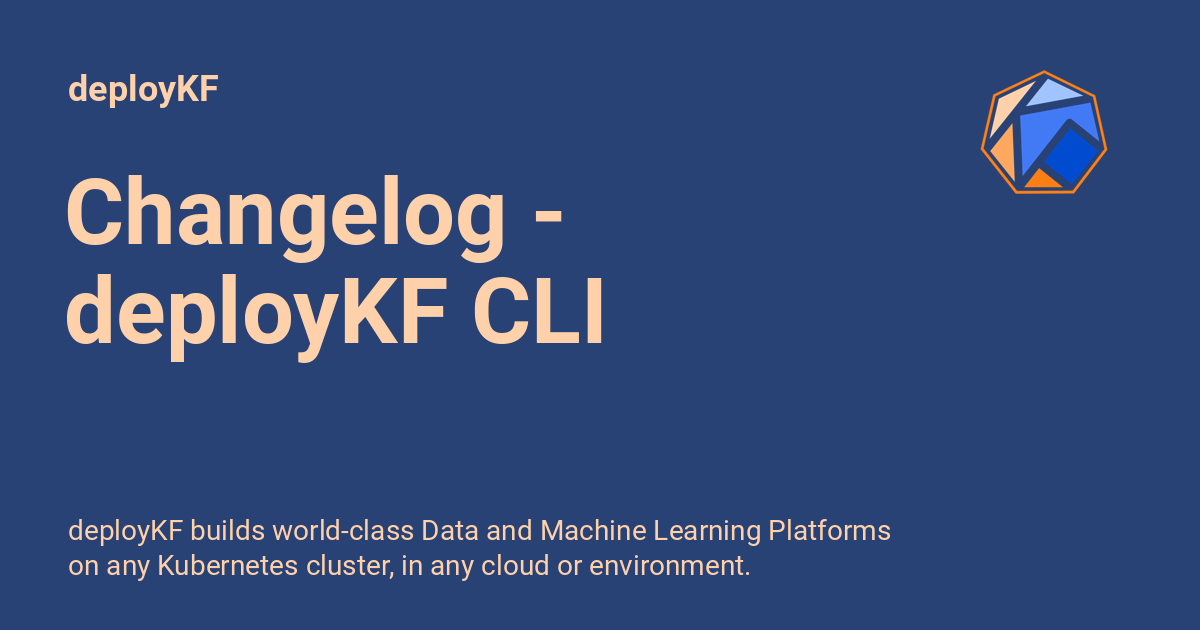 deployKF
Changelog -
deployKF CLI
deployKF builds world-class Data and Machine Learning Platforms
on any Kubernetes cluster, in any cloud or environment.